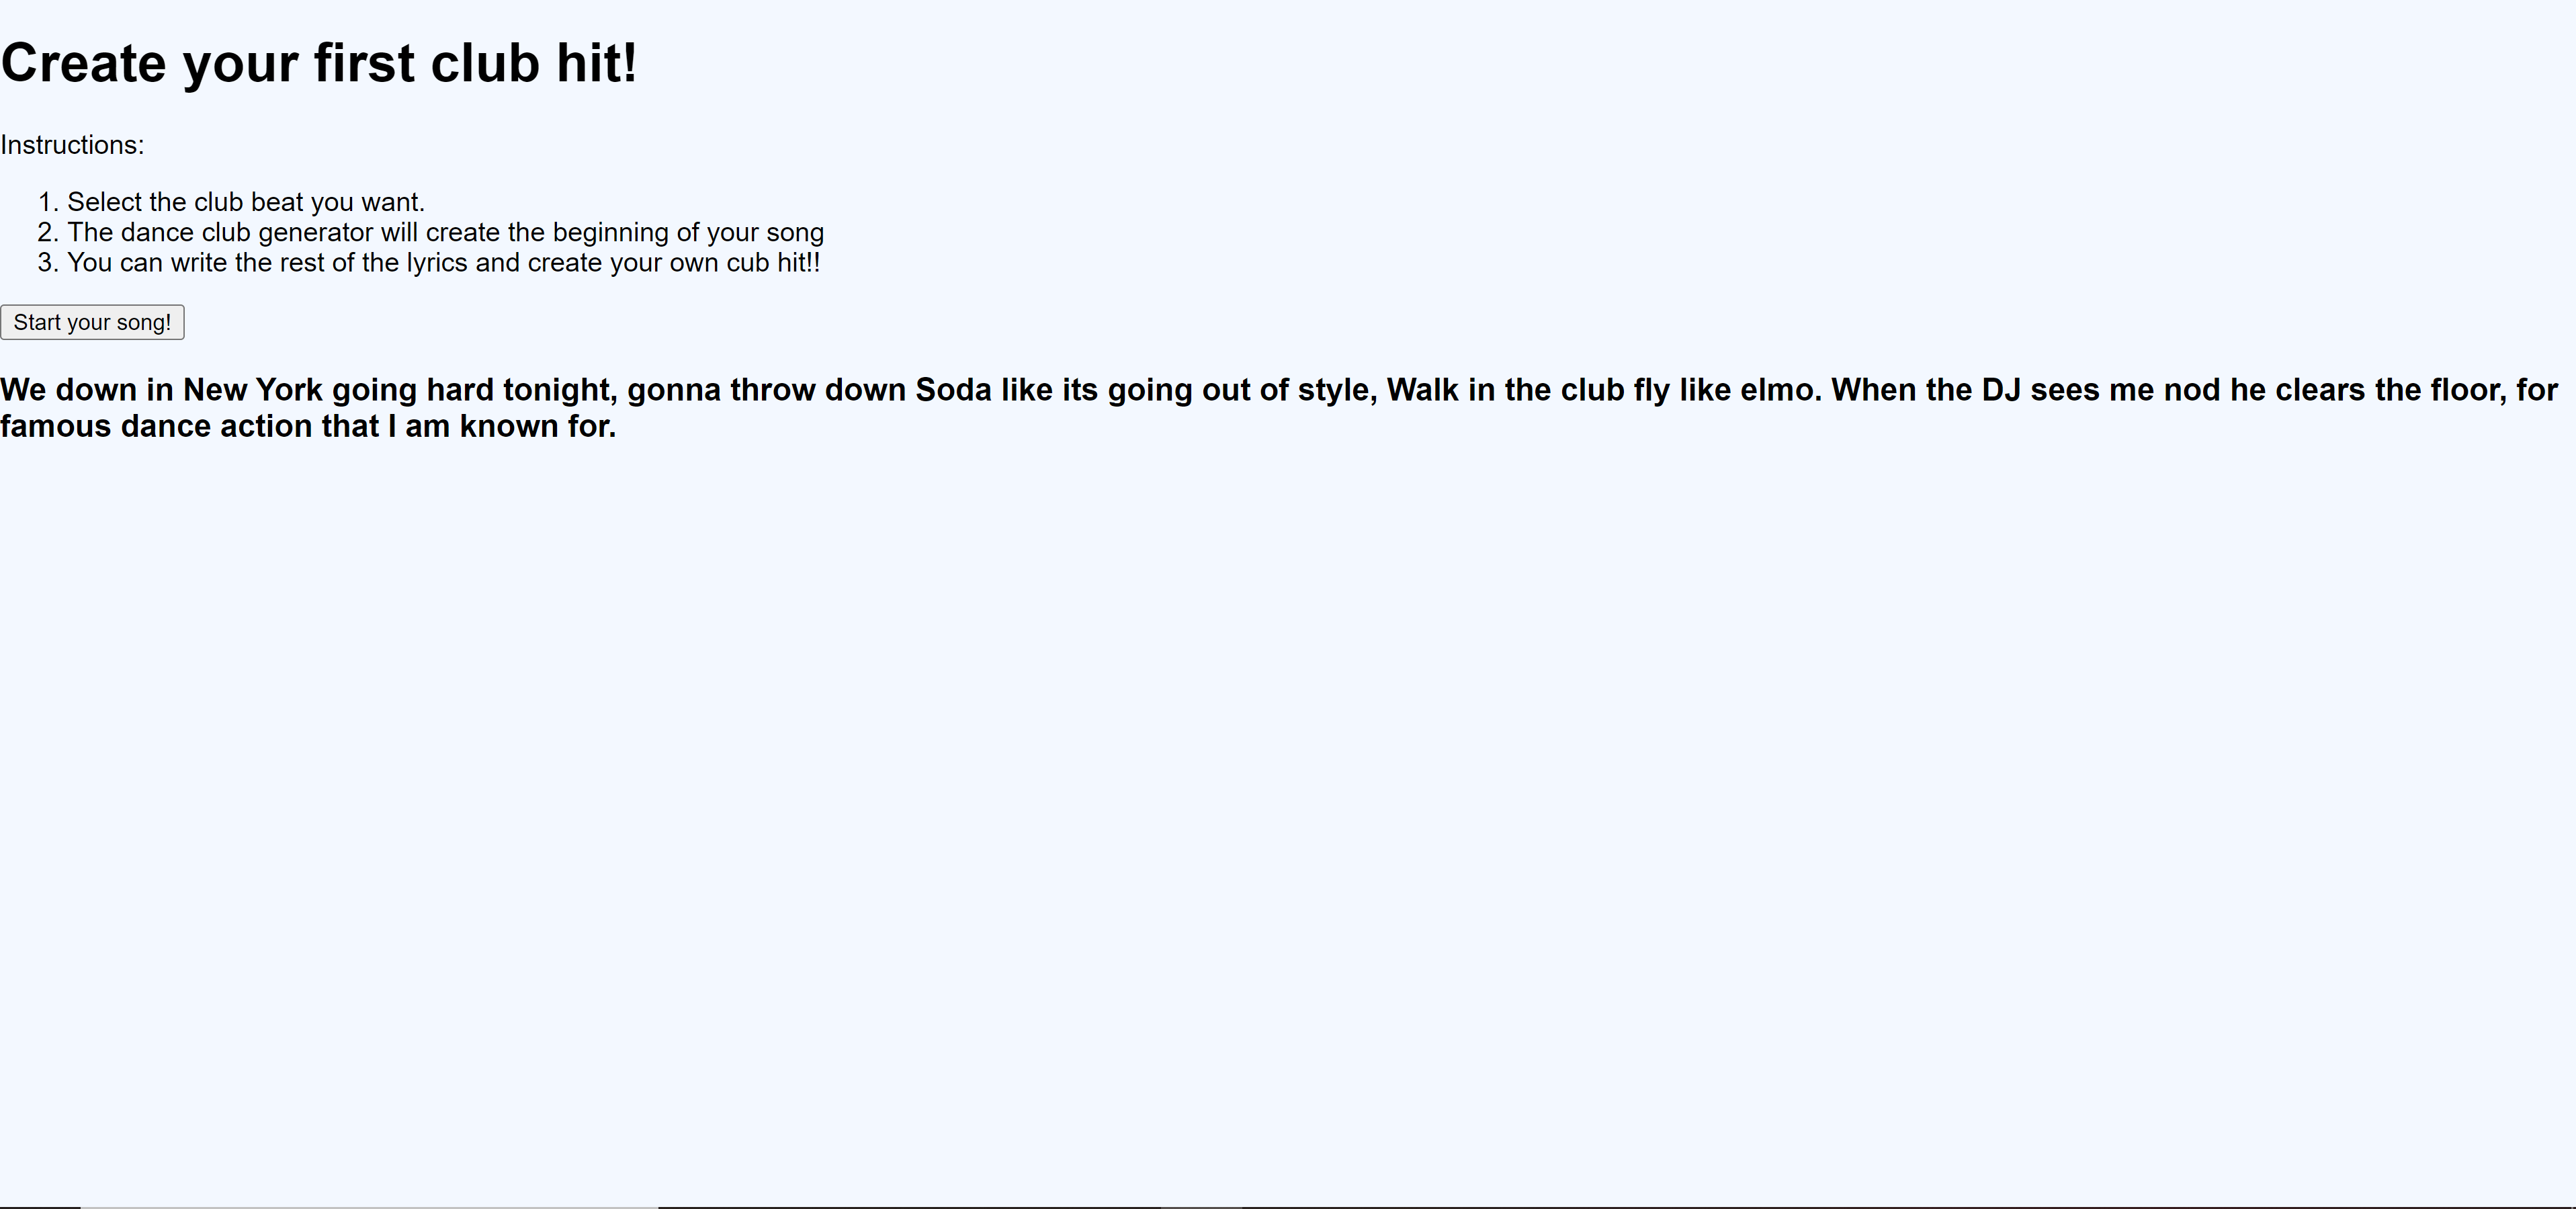 Create your first club hit!
Instructions:
1. Select the club beat you want.
2. The dance club generator will create the beginning of your song
3. You can write the rest of the lyrics and create your own cub hit!!
Start your song!
We down in New York going hard tonight, gonna throw down Soda like its going out of style, Walk in the club fly like elmo. When the DJ sees me nod he clears the floor, for
famous dance action that I am known for.